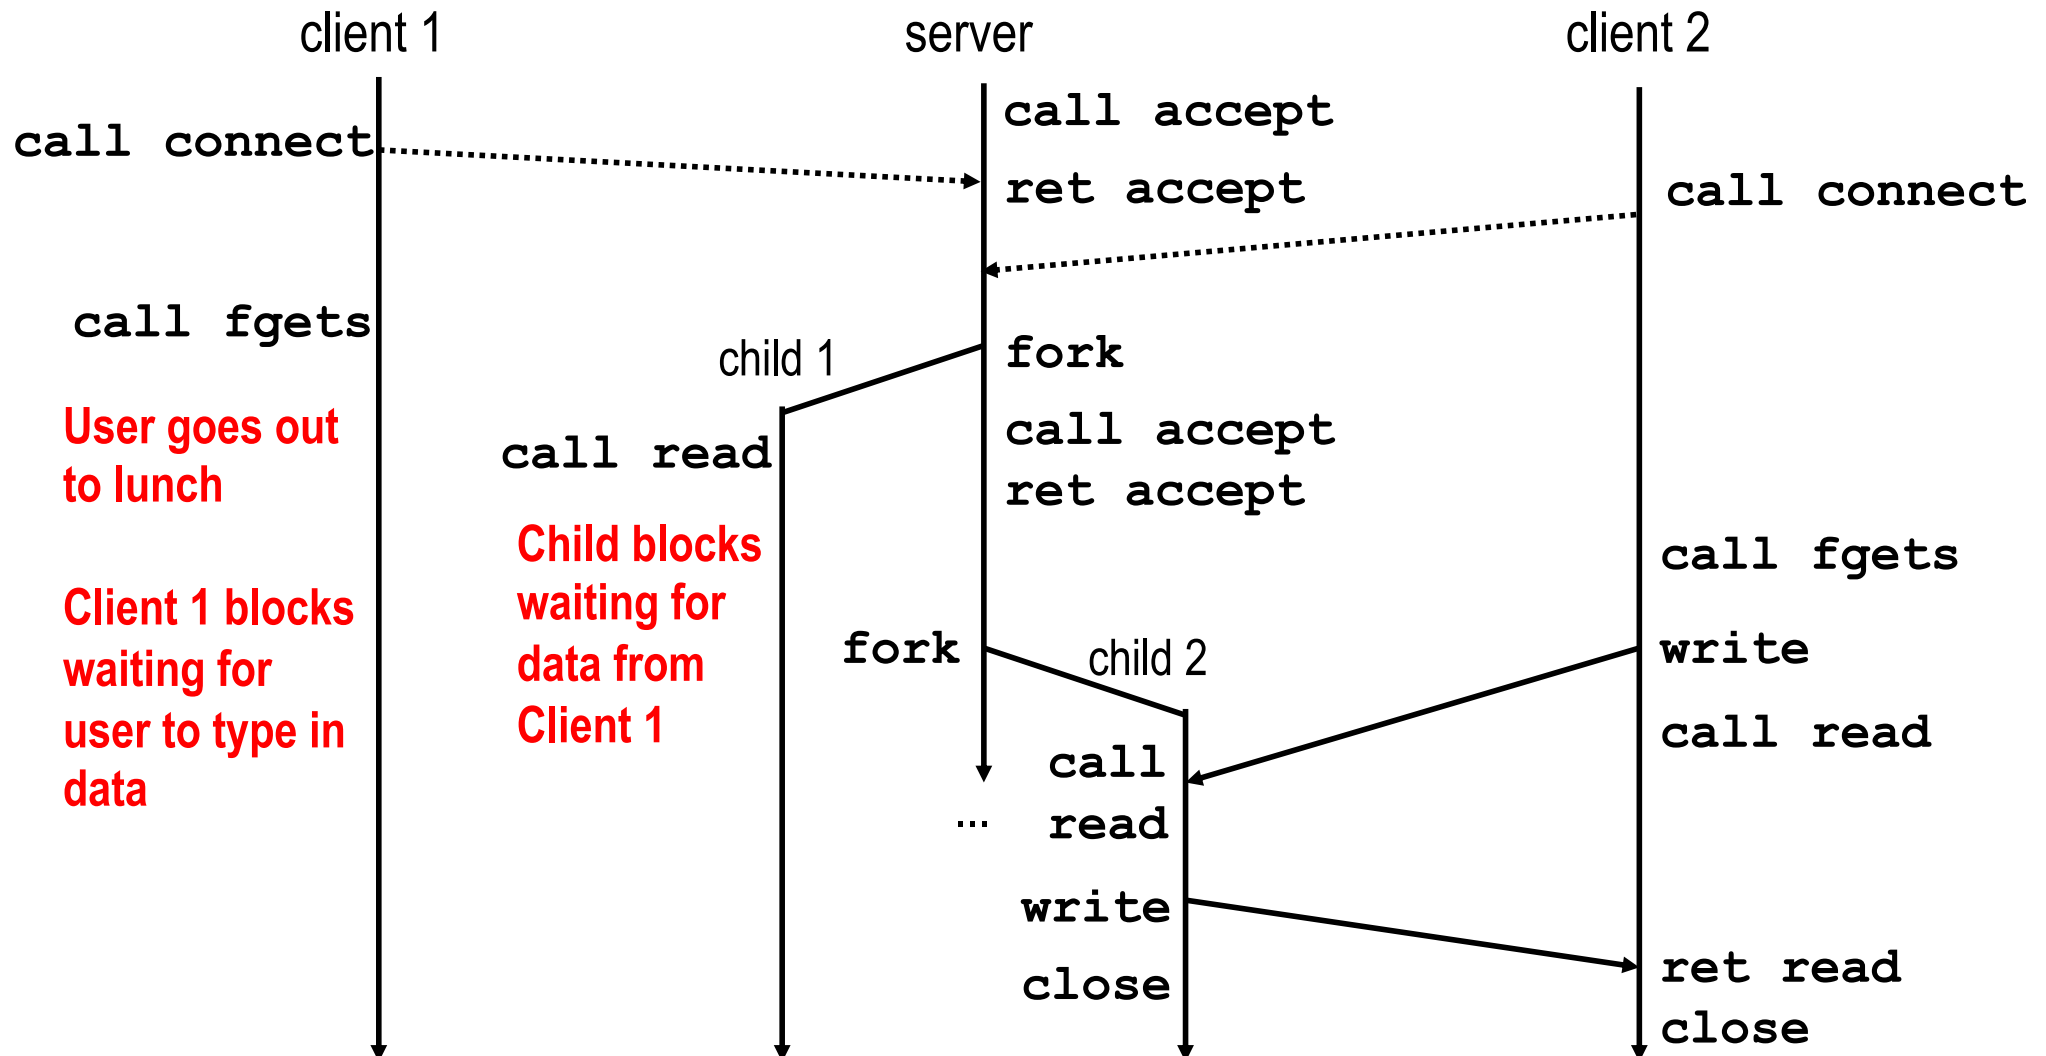 client 1
server
client 2
call connect
call accept
ret accept
call connect
call fgets
child 1
fork
User goes out
to lunch
call read
call accept
ret accept
Client 1 blocks
waiting for
user to type in
data
Child blocks
waiting for
data from
Client 1
fork
child 2
call fgets
write
call read
call
read
...
write
close
ret read
close